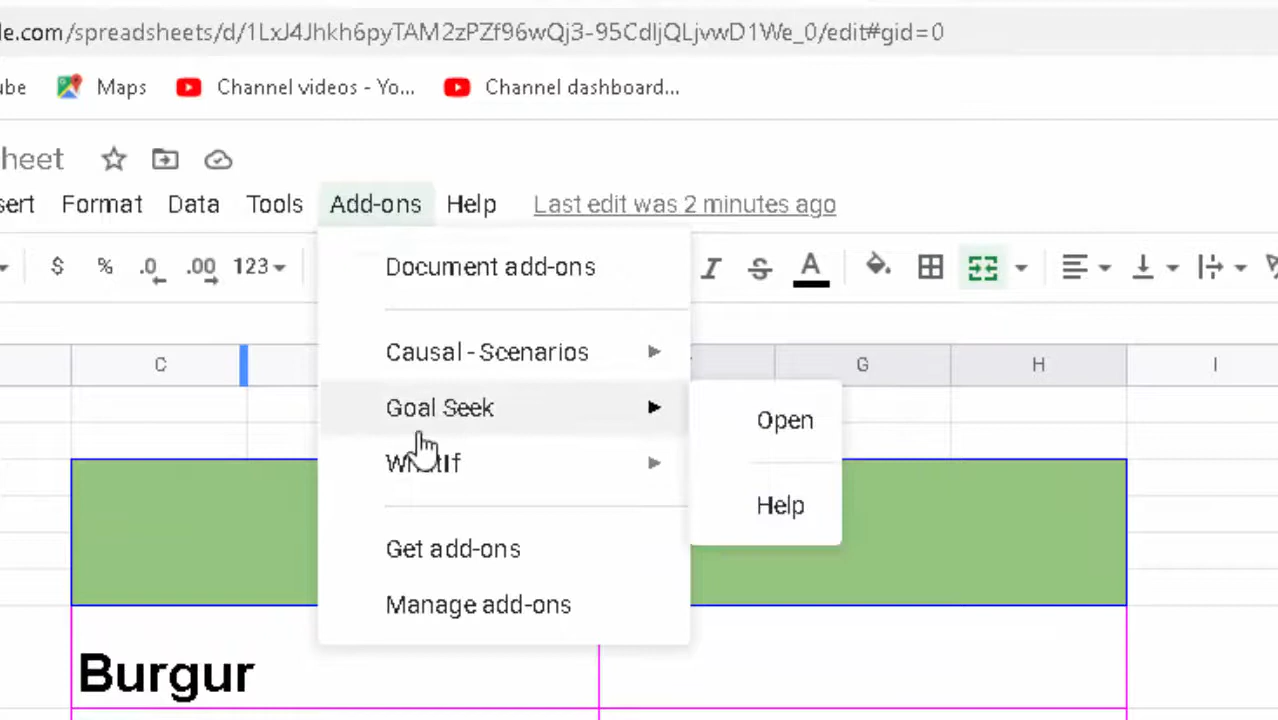 le.com/spreadsheets/d/1LxJ4Jhkh6pyTAM2zPZf96wQj3-95CdIjQLjvwD1We_0/edit#gid=0
ube Maps Channel videos - Yo... Channel dashboard...
heet
sert Format Data Tools Add-ons Help Last edit was 2 minutes ago
$ % .0 .00 123 A
Document add-ons
Causal - Scenarios
C G H I
Goal Seek
Open
WhatIf
Help
Get add-ons
Manage add-ons
Burgur